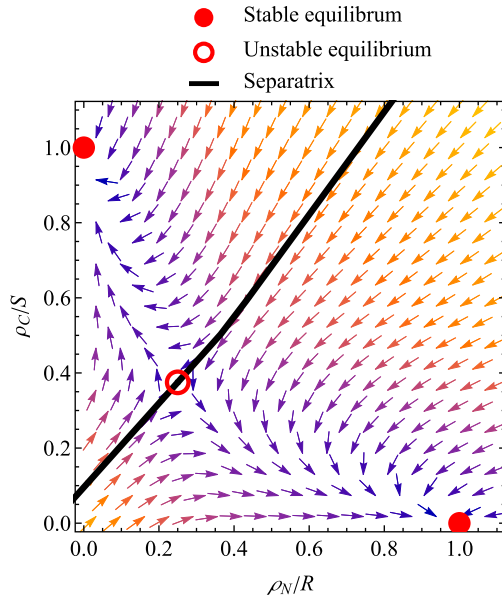 Stable equilibrum
Unstable equilibrium
Separatrix
1.0
0.8
0.6
0.4
0.2
0.0
ρC/S
0.0 0.2 0.4 0.6 0.8 1.0
ρN/R